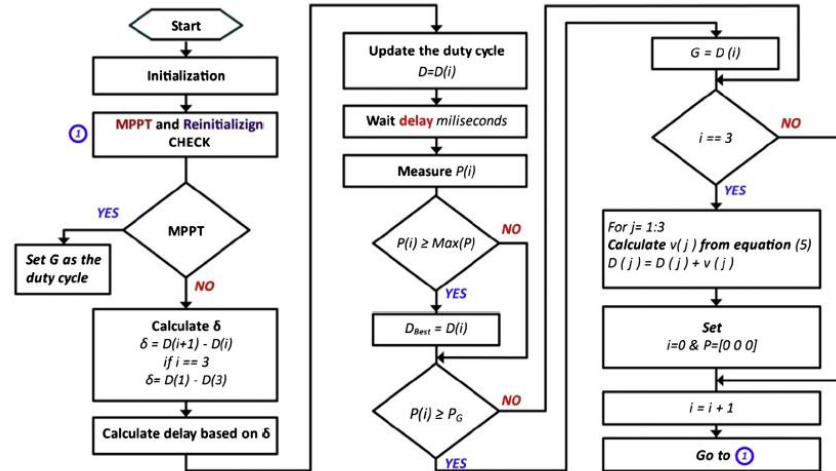 Start
Initialization
1
MPPT and Reinitializign
CHECK
YES
MPPT
Set G as the
duty cycle
NO
Calculate δ
δ = D(i+1) - D(i)
if i == 3
δ= D(1) - D(3)
Calculate delay based on δ
Update the duty cycle
D=D(i)
Wait delay miliseconds
Measure P(i)
P(i) ≥ Max(P)
NO
YES
D_Best = D(i)
P(i) ≥ P_G
NO
YES
G = D (i)
i == 3
NO
YES
For j= 1:3
Calculate v( j ) from equation (5)
D ( j ) = D ( j ) + v ( j )
Set
i=0 & P=[0 0 0]
i = i + 1
Go to 1